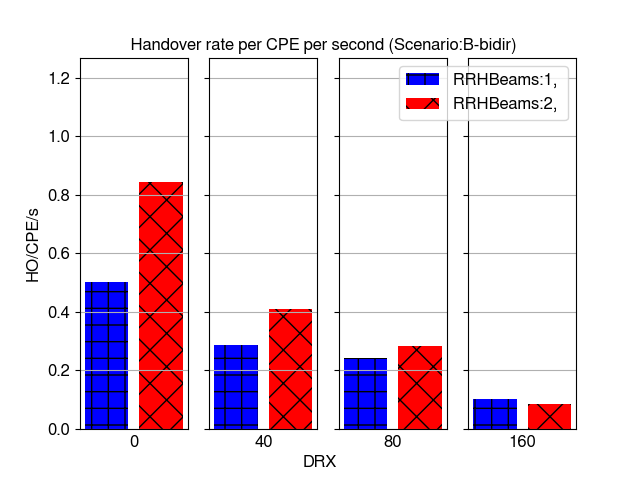 Handover rate per CPE per second (Scenario:B-bidir)
RRHBeams:1,
RRHBeams:2,
1.2
1.0
0.8
0.6
0.4
0.2
0.0
HO/CPE/s
0 40 80 160
DRX